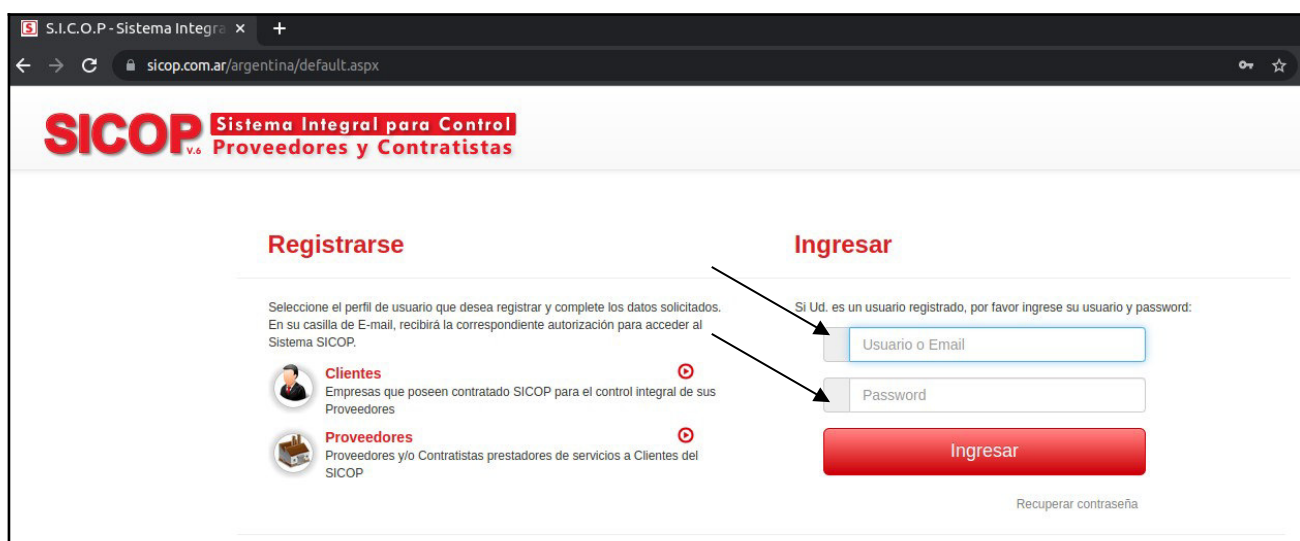 S.I.C.O.P - Sistema Integra
sicop.com.ar/argentina/default.aspx
SICOP V.6 Sistema Integral para Control
Proveedores y Contratistas
Registrarse
Seleccione el perfil de usuario que desea registrar y complete los datos solicitados.
En su casilla de E-mail, recibirá la correspondiente autorización para acceder al
Sistema SICOP.
Clientes
Empresas que poseen contratado SICOP para el control integral de sus
Proveedores
Proveedores
Proveedores y/o Contratistas prestadores de servicios a Clientes del
SICOP
Ingresar
Si Ud. es un usuario registrado, por favor ingrese su usuario y password:
Usuario o Email
Password
Ingresar
Recuperar contraseña